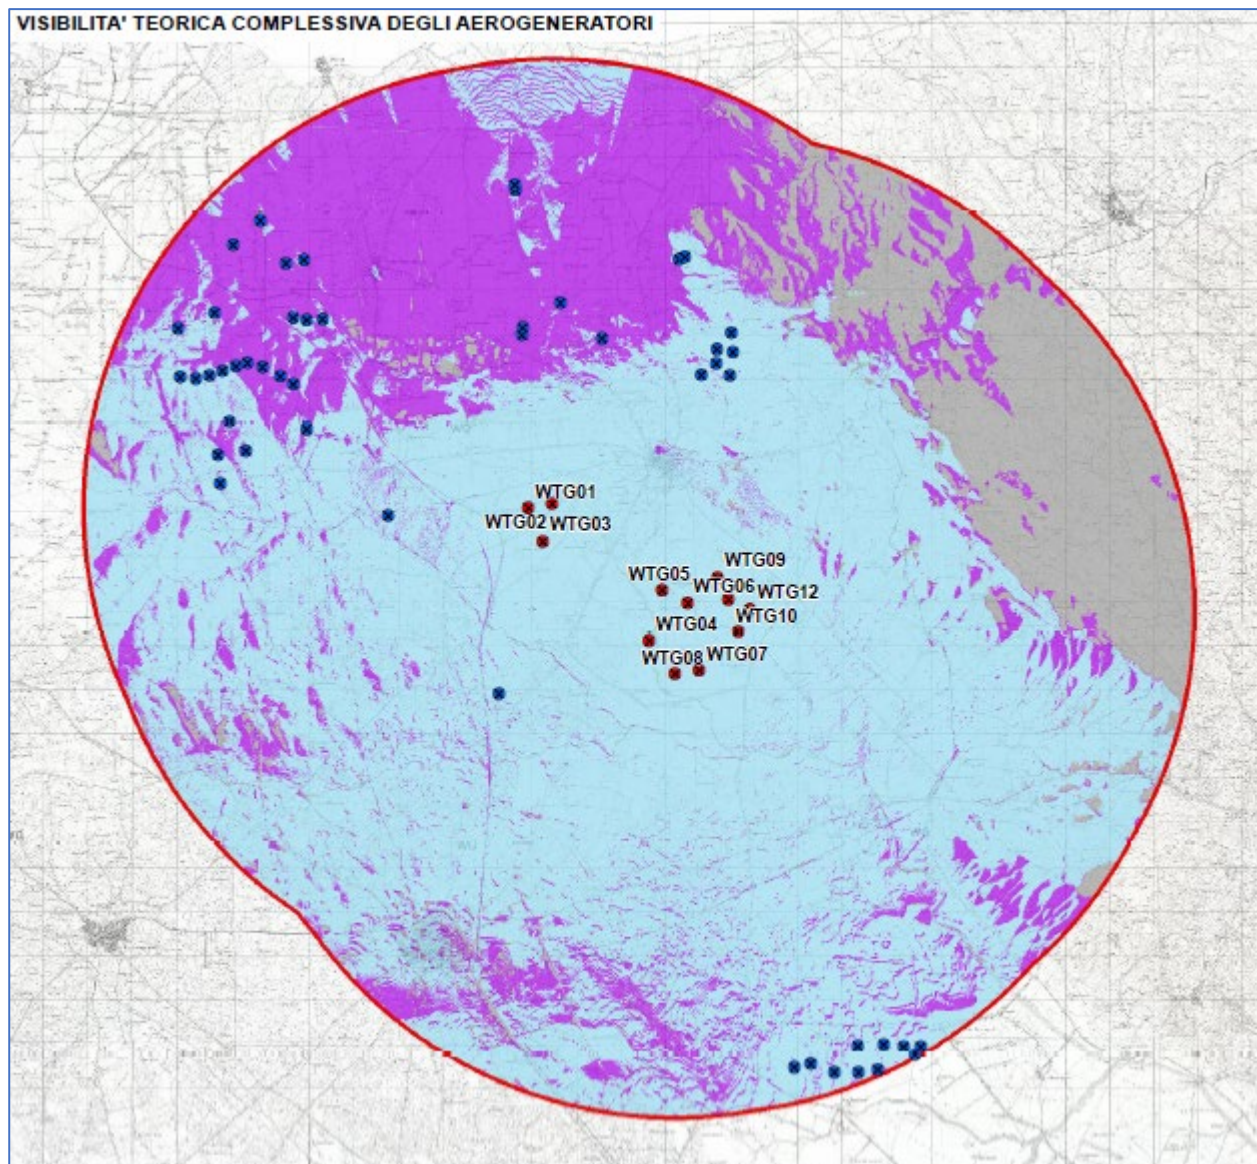 VISIBILITA' TEORICA COMPLESSIVA DEGLI AEROGENERATORI
WTG01
WTG02 WTG03
WTG09
WTG05 WTG06 WTG12
WTG04 WTG10
WTG08 WTG07